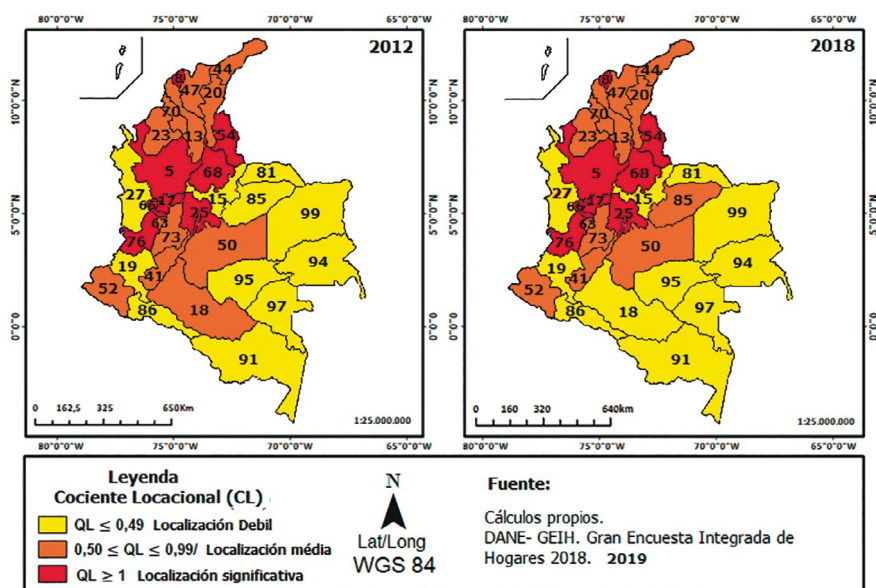 80°0'0"W 75°0'0"W 70°0'0"W 65°0'0"W
2012
10°0'0"N
5°0'0"N
0°0'0"
8 44 47 20 70 23 13 54
5 68 81 27 15 85 66 17 25 99
63 73 76 50 19 94 41 95 52 18 97 86 91
0 162,5 325 650Km
1:25.000.000
80°0'0"W 75°0'0"W 70°0'0"W 65°0'0"W
80°0'0"W 75°0'0"W 70°0'0"W 65°0'0"W
2018
10°0'0"N
5°0'0"N
0°0'0"
8 44 47 20 70 23 13 54
5 68 81 27 15 85 66 17 25 99
63 73 76 50 19 94 41 95 52 18 97 86 91
0 160 320 640km
1:25.000.000
80°0'0"W 75°0'0"W 70°0'0"W 65°0'0"W
Leyenda
Cociente Locacional (CL)
QL ≤ 0,49 Localización Debil
0,50 ≤ QL ≤ 0,99/ Localización média
QL ≥ 1 Localización significativa
N
Lat/Long
WGS 84
Fuente:
Cálculos propios.
DANE- GEIH. Gran Encuesta Integrada de
Hogares 2018. 2019